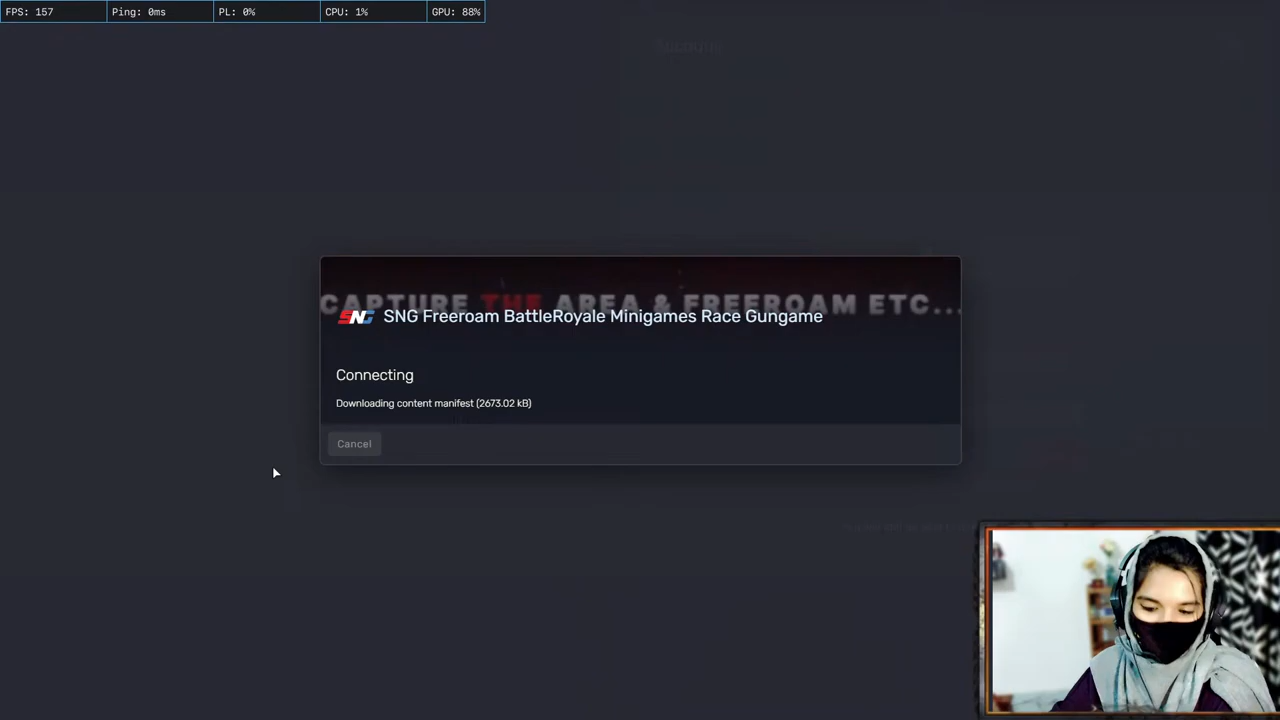 FPS: 157 Ping: 0ms PL: 0% CPU: 1% GPU: 88%
CAPTURE THE AREA & FREEROAM ETC...
SNG SNG Freeroam BattleRoyale Minigames Race Gungame
Connecting
Downloading content manifest (2673.02 kB)
Cancel